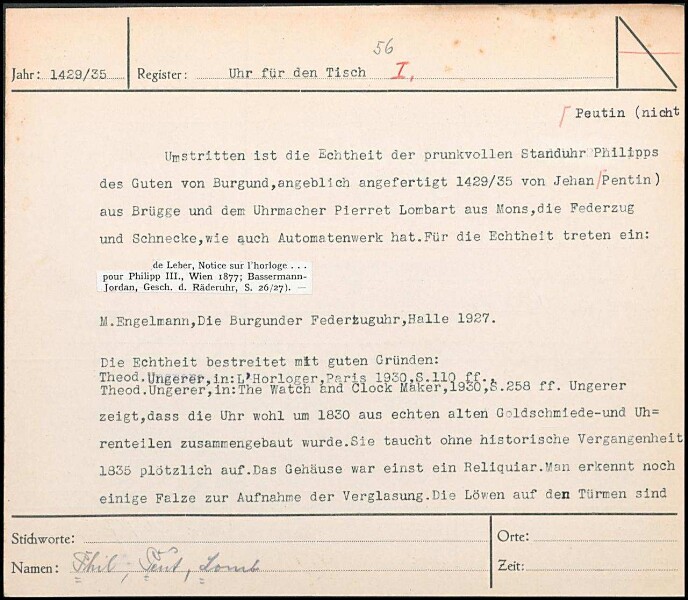 56
Jahr: 1429/35 Register: Uhr für den Tisch I.
Peutin (nicht
Umstritten ist die Echtheit der prunkvollen Standuhr Philipps
des Guten von Burgund,angeblich angefertigt 1429/35 von Jehan Pentin)
aus Brügge und dem Uhrmacher Pierret Lombart aus Mons,die Federzug
und Schnecke,wie auch Automatenwerk hat.Für die Echtheit treten ein:
de Leber, Notice sur l'horloge . . .
pour Philipp III., Wien 1877; Bassermann-
Jordan, Gesch. d. Räderuhr, S. 26/27). —
M.Engelmann,Die Burgunder Federzuguhr,Halle 1927.
Die Echtheit bestreitet mit guten Gründen:
Theod.Ungerer,in:L'Horloger,Paris 1930,S.110 ff.,
Theod.Ungerer,in:The Watch and Clock Maker,1930,S.258 ff. Ungerer
zeigt,dass die Uhr wohl um 1830 aus echten alten Goldschmiede-und Uh=
renteilen zusammengebaut wurde.Sie taucht ohne historische Vergangenheit
1835 plötzlich auf.Das Gehäuse war einst ein Reliquiar.Man erkennt noch
einige Falze zur Aufnahme der Verglasung.Die Löwen auf den Türmen sind
Stichworte: Orte:
Namen: Phil, Peut, Lomb Zeit: